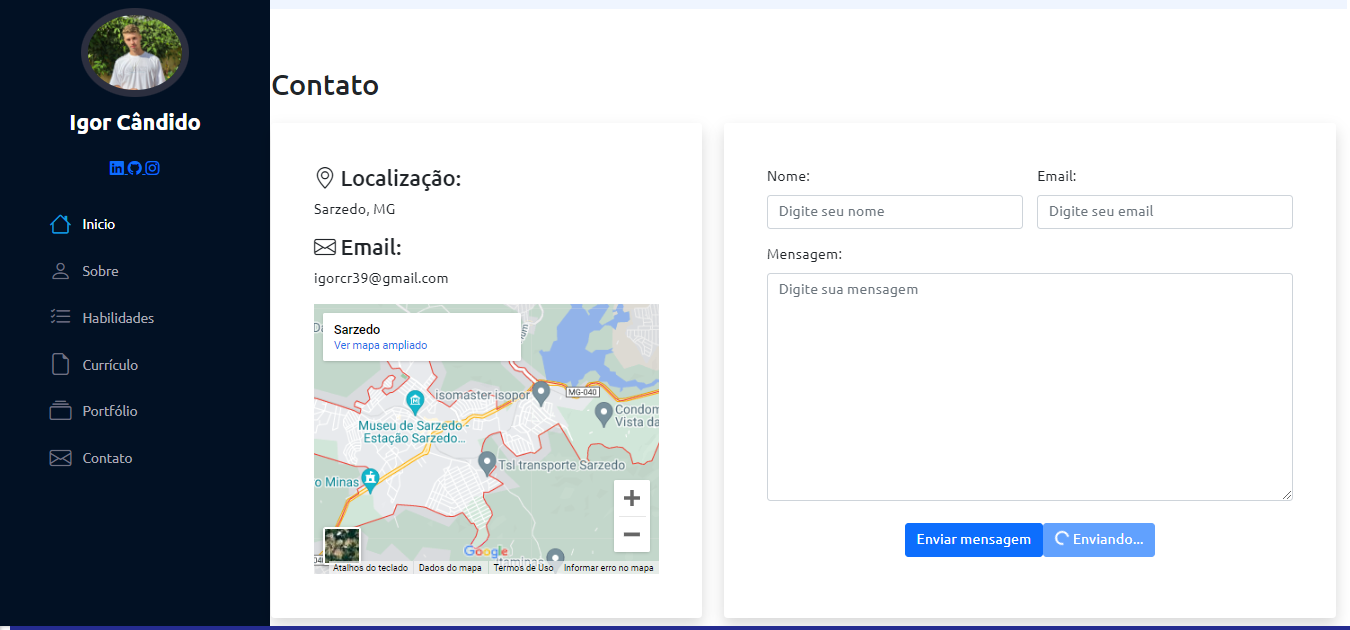 Igor Cândido
Inicio
Sobre
Habilidades
Currículo
Portfólio
Contato
Contato
Localização:
Sarzedo, MG
Email:
igorcr39@gmail.com
Sarzedo
Ver mapa ampliado
isomaster-isopor
MG-040
Condom
Vista da
Museu de Sarzedo -
Estação Sarzedo...
Tsl transporte Sarzedo
o Minas
Google
Atalhos do teclado
Dados do mapa
Termos de Uso
Informar erro no mapa
Nome:
Email:
Digite seu nome
Digite seu email
Mensagem:
Digite sua mensagem
Enviar mensagem
Enviando...